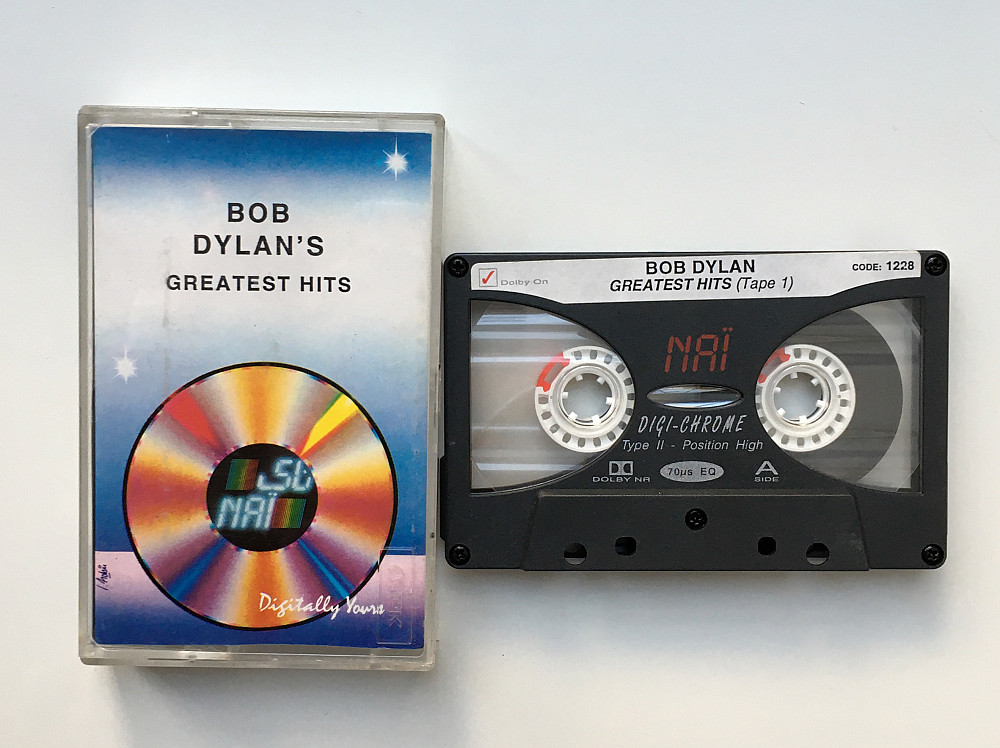 BOB
DYLAN'S
GREATEST HITS
NAÏ
Digitally Yours
Dolby On
BOB DYLAN
GREATEST HITS (Tape 1)
CODE: 1228
NAÏ
DIGI-CHROME
Type II - Position High
DOLBY NR
70µs EQ
A
SIDE